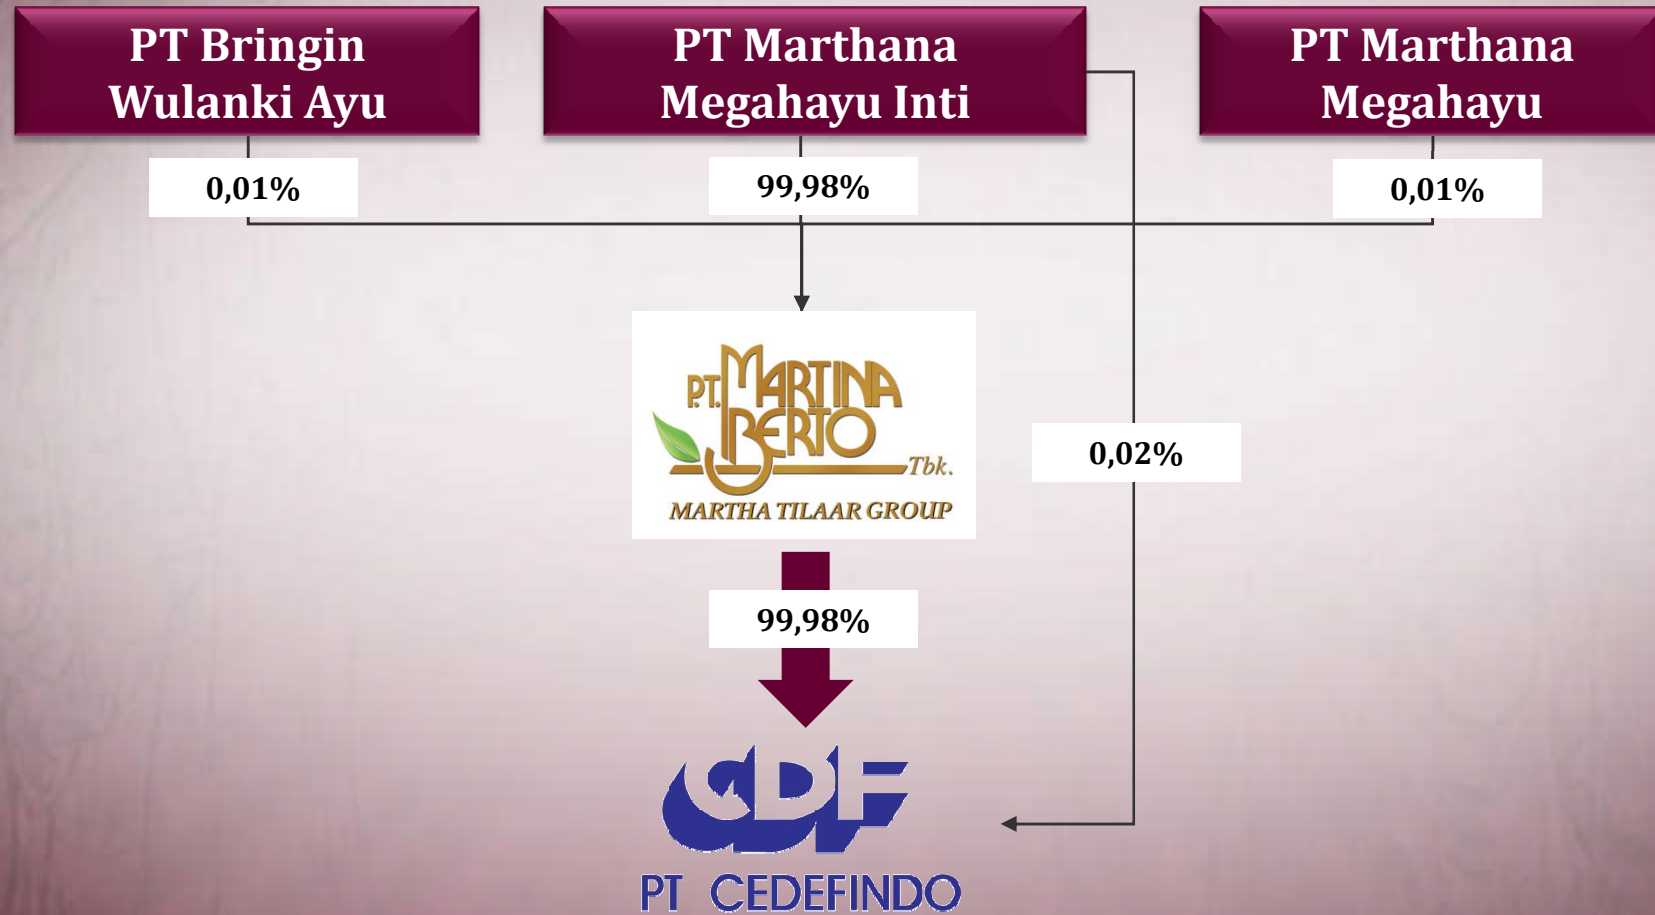 PT Bringin
Wulanki Ayu
PT Marthana
Megahayu Inti
PT Marthana
Megahayu
0,01%
99,98%
0,01%
P.T. MARTINA
BERTO
Tbk.
MARTHA TILAAR GROUP
0,02%
99,98%
CDF
PT CEDEFINDO